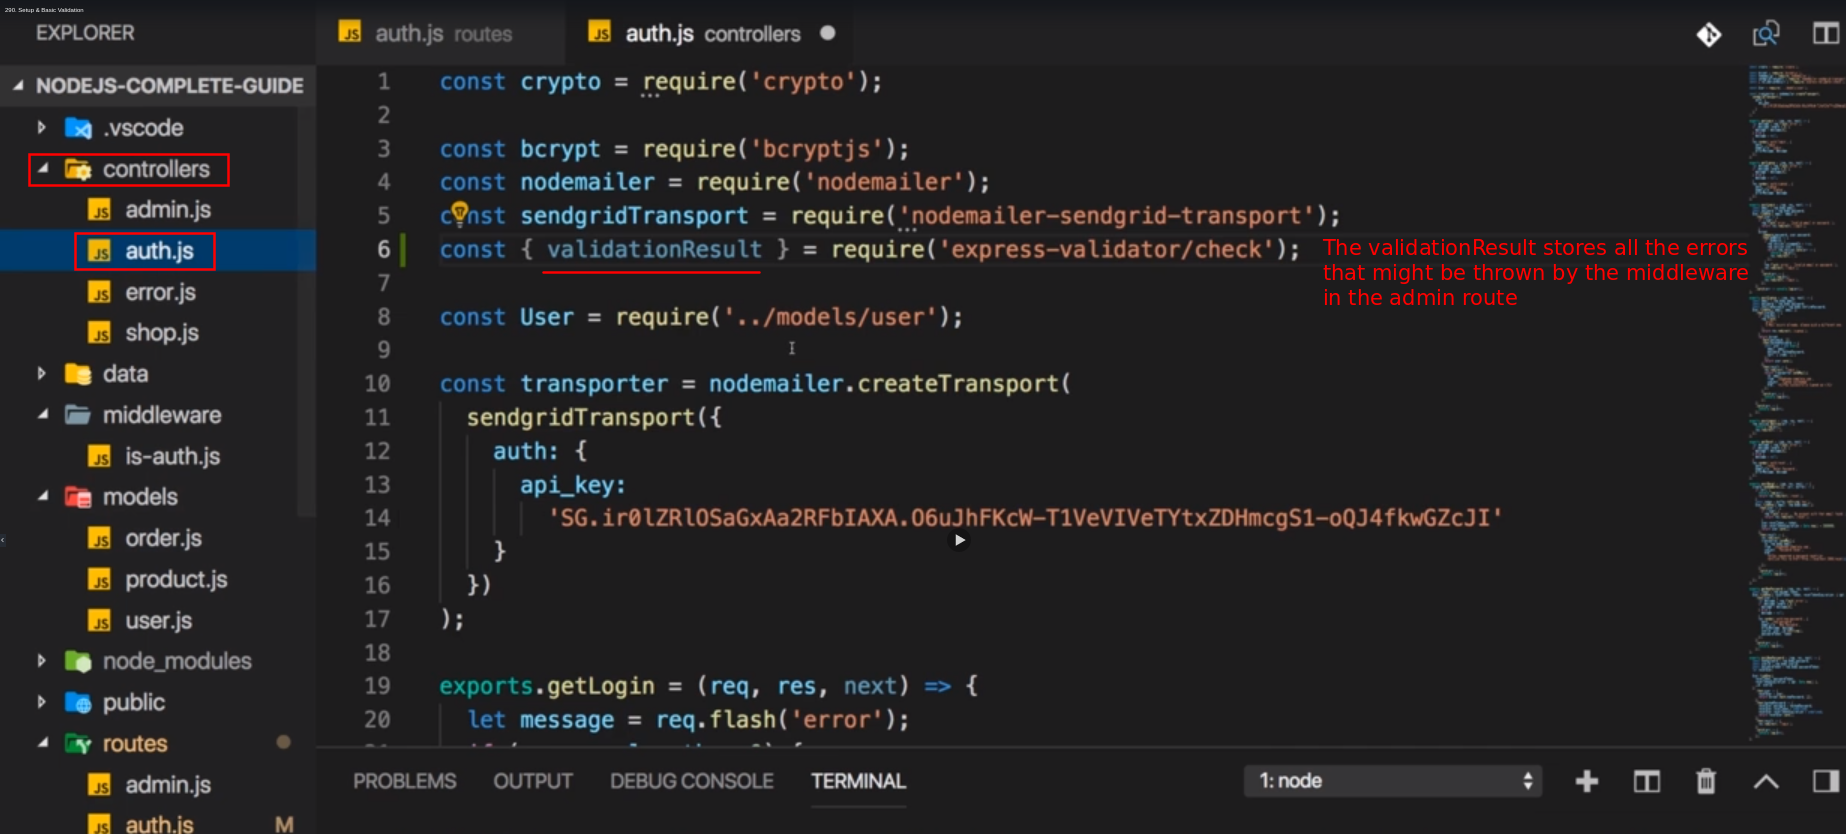 290. Setup & Basic Validation
EXPLORER
NODEJS-COMPLETE-GUIDE
.vscode
controllers
admin.js
auth.js
error.js
shop.js
data
middleware
is-auth.js
models
order.js
product.js
user.js
node_modules
public
routes
admin.js
auth.js M
auth.js routes
auth.js controllers
1 const crypto = require('crypto');
2
3 const bcrypt = require('bcryptjs');
4 const nodemailer = require('nodemailer');
5 const sendgridTransport = require('nodemailer-sendgrid-transport');
6 const { validationResult } = require('express-validator/check');
7
8 const User = require('../models/user');
9
10 const transporter = nodemailer.createTransport(
11 sendgridTransport({
12 auth: {
13 api_key:
14 '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'
15 }
16 })
17 );
18
19 exports.getLogin = (req, res, next) => {
20 let message = req.flash('error');
The validationResult stores all the errors
that might be thrown by the middleware
in the admin route
PROBLEMS OUTPUT DEBUG CONSOLE TERMINAL
1: node